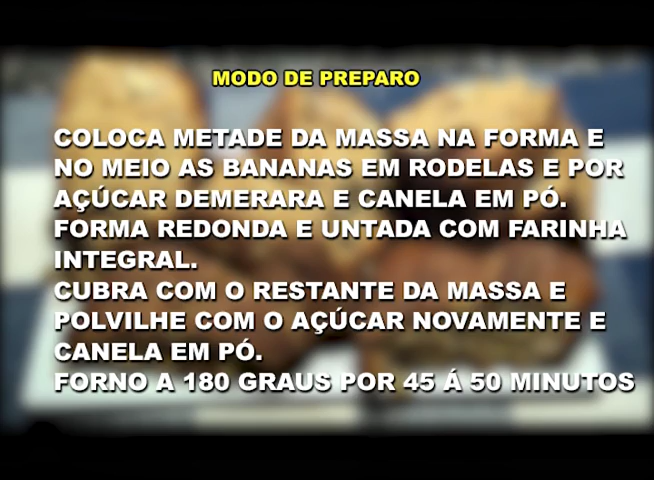 MODO DE PREPARO
COLOCA METADE DA MASSA NA FORMA E
NO MEIO AS BANANAS EM RODELAS E POR
AÇÚCAR DEMERARA E CANELA EM PÓ.
FORMA REDONDA E UNTADA COM FARINHA
INTEGRAL.
CUBRA COM O RESTANTE DA MASSA E
POLVILHE COM O AÇÚCAR NOVAMENTE E
CANELA EM PÓ.
FORNO A 180 GRAUS POR 45 Á 50 MINUTOS